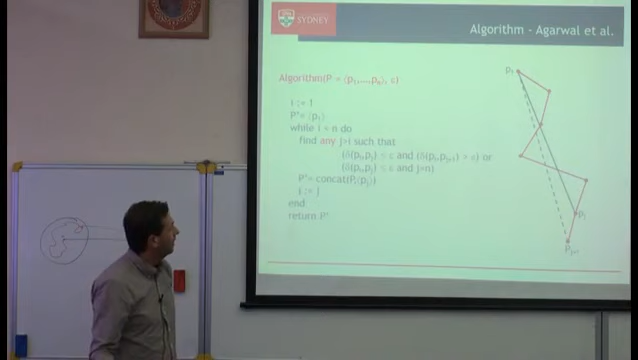 SYDNEY
Algorithm - Agarwal et al.
Algorithm(P = ⟨p₁,...,pₙ⟩, ε)
i := 1
P'= ⟨p₁⟩
while i < n do
find any j>i such that
(δ(pᵢ,pⱼ) ≤ ε and (δ(pᵢ,pⱼ₊₁) > ε) or
(δ(pᵢ,pⱼ) ≤ ε and j=n)
P'= concat(P,⟨pⱼ⟩)
i := j
end
return P'
pⱼ
pⱼ₊₁